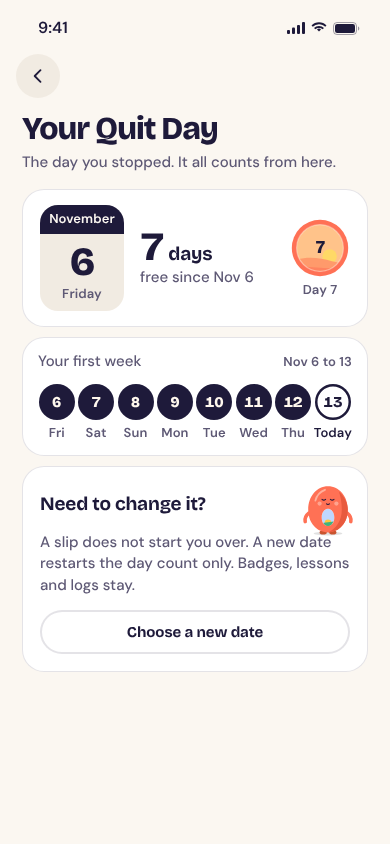 9:41
Your Quit Day
The day you stopped. It all counts from here.
November
6
Friday
7 days
free since Nov 6
7
Day 7
Your first week
Nov 6 to 13
6 7 8 9 10 11 12 13
Fri Sat Sun Mon Tue Wed Thu Today
Need to change it?
A slip does not start you over. A new date
restarts the day count only. Badges, lessons
and logs stay.
Choose a new date